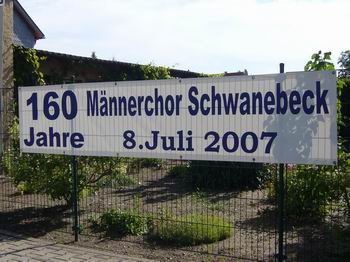 160 Männerchor Schwanebeck
Jahre 8.Juli 2007